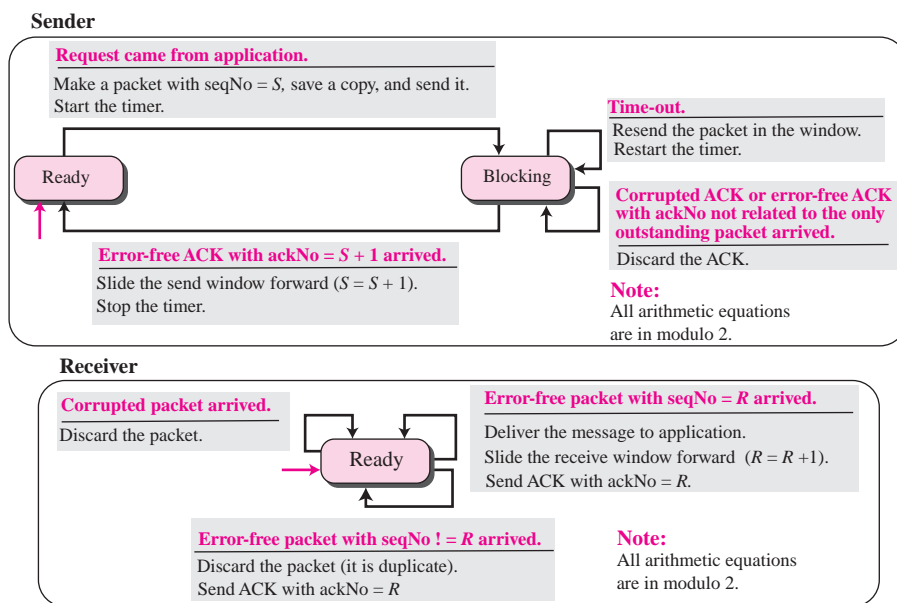 Sender
Request came from application.
Make a packet with seqNo = S, save a copy, and send it.
Start the timer.
Time-out.
Resend the packet in the window.
Restart the timer.
Ready
Blocking
Corrupted ACK or error-free ACK
with ackNo not related to the only
outstanding packet arrived.
Discard the ACK.
Error-free ACK with ackNo = S + 1 arrived.
Slide the send window forward (S = S + 1).
Stop the timer.
Note:
All arithmetic equations
are in modulo 2.
Receiver
Corrupted packet arrived.
Discard the packet.
Error-free packet with seqNo = R arrived.
Deliver the message to application.
Slide the receive window forward (R = R +1).
Send ACK with ackNo = R.
Ready
Error-free packet with seqNo ! = R arrived.
Discard the packet (it is duplicate).
Send ACK with ackNo = R
Note:
All arithmetic equations
are in modulo 2.